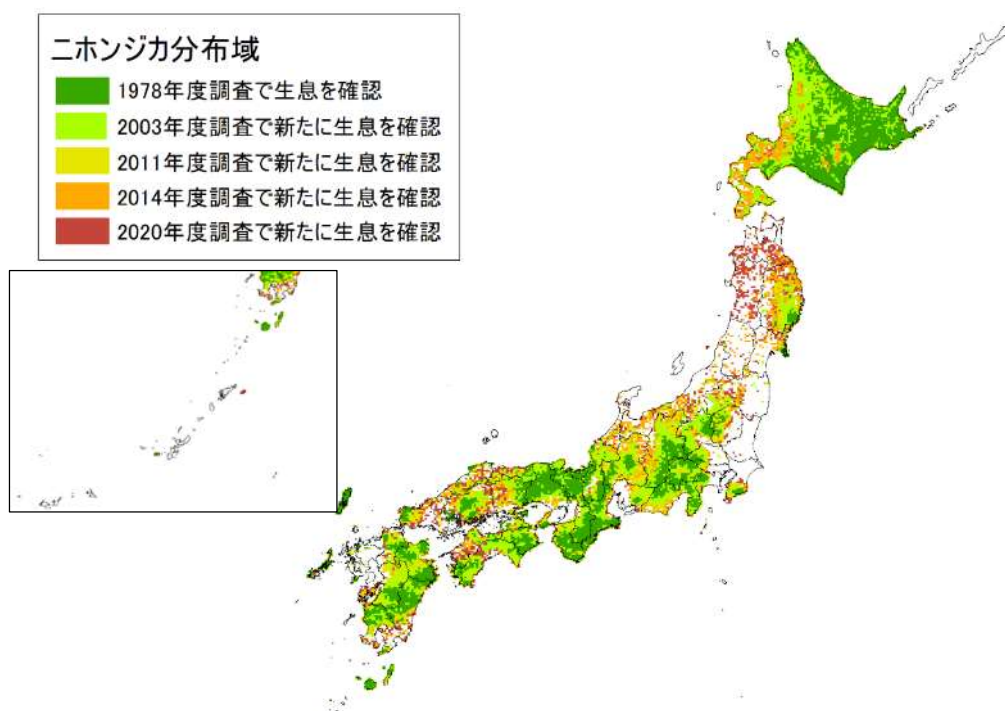 ニホンジカ分布域
1978年度調査で生息を確認
2003年度調査で新たに生息を確認
2011年度調査で新たに生息を確認
2014年度調査で新たに生息を確認
2020年度調査で新たに生息を確認